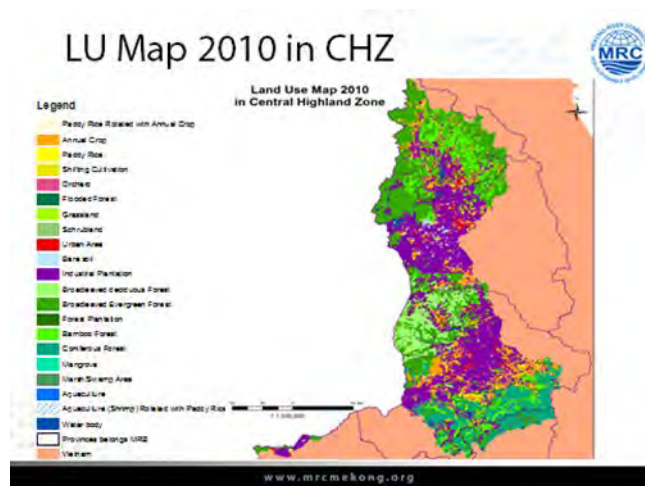 LU Map 2010 in CHZ
MRC
Land Use Map 2010
in Central Highland Zone
Legend
Paddy Rice Rotated with Annual Crop
Annual Crop
Paddy Rice
Shifting Cultivation
Orchard
Flooded Forest
Grassland
Schrubland
Urban Area
Bare soil
Industrial Plantation
Broadleaved deciduous Forest
Broadleaved Evergreen Forest
Forest Plantation
Bamboo Forest
Coniferous Forest
Mangrove
Marsh/Swamp Area
Aquaculture
Aquaculture (Shrimp) Rotated with Paddy Rice
Water body
Provinces belongs MRB
Vietnam
www.mrcmekong.org